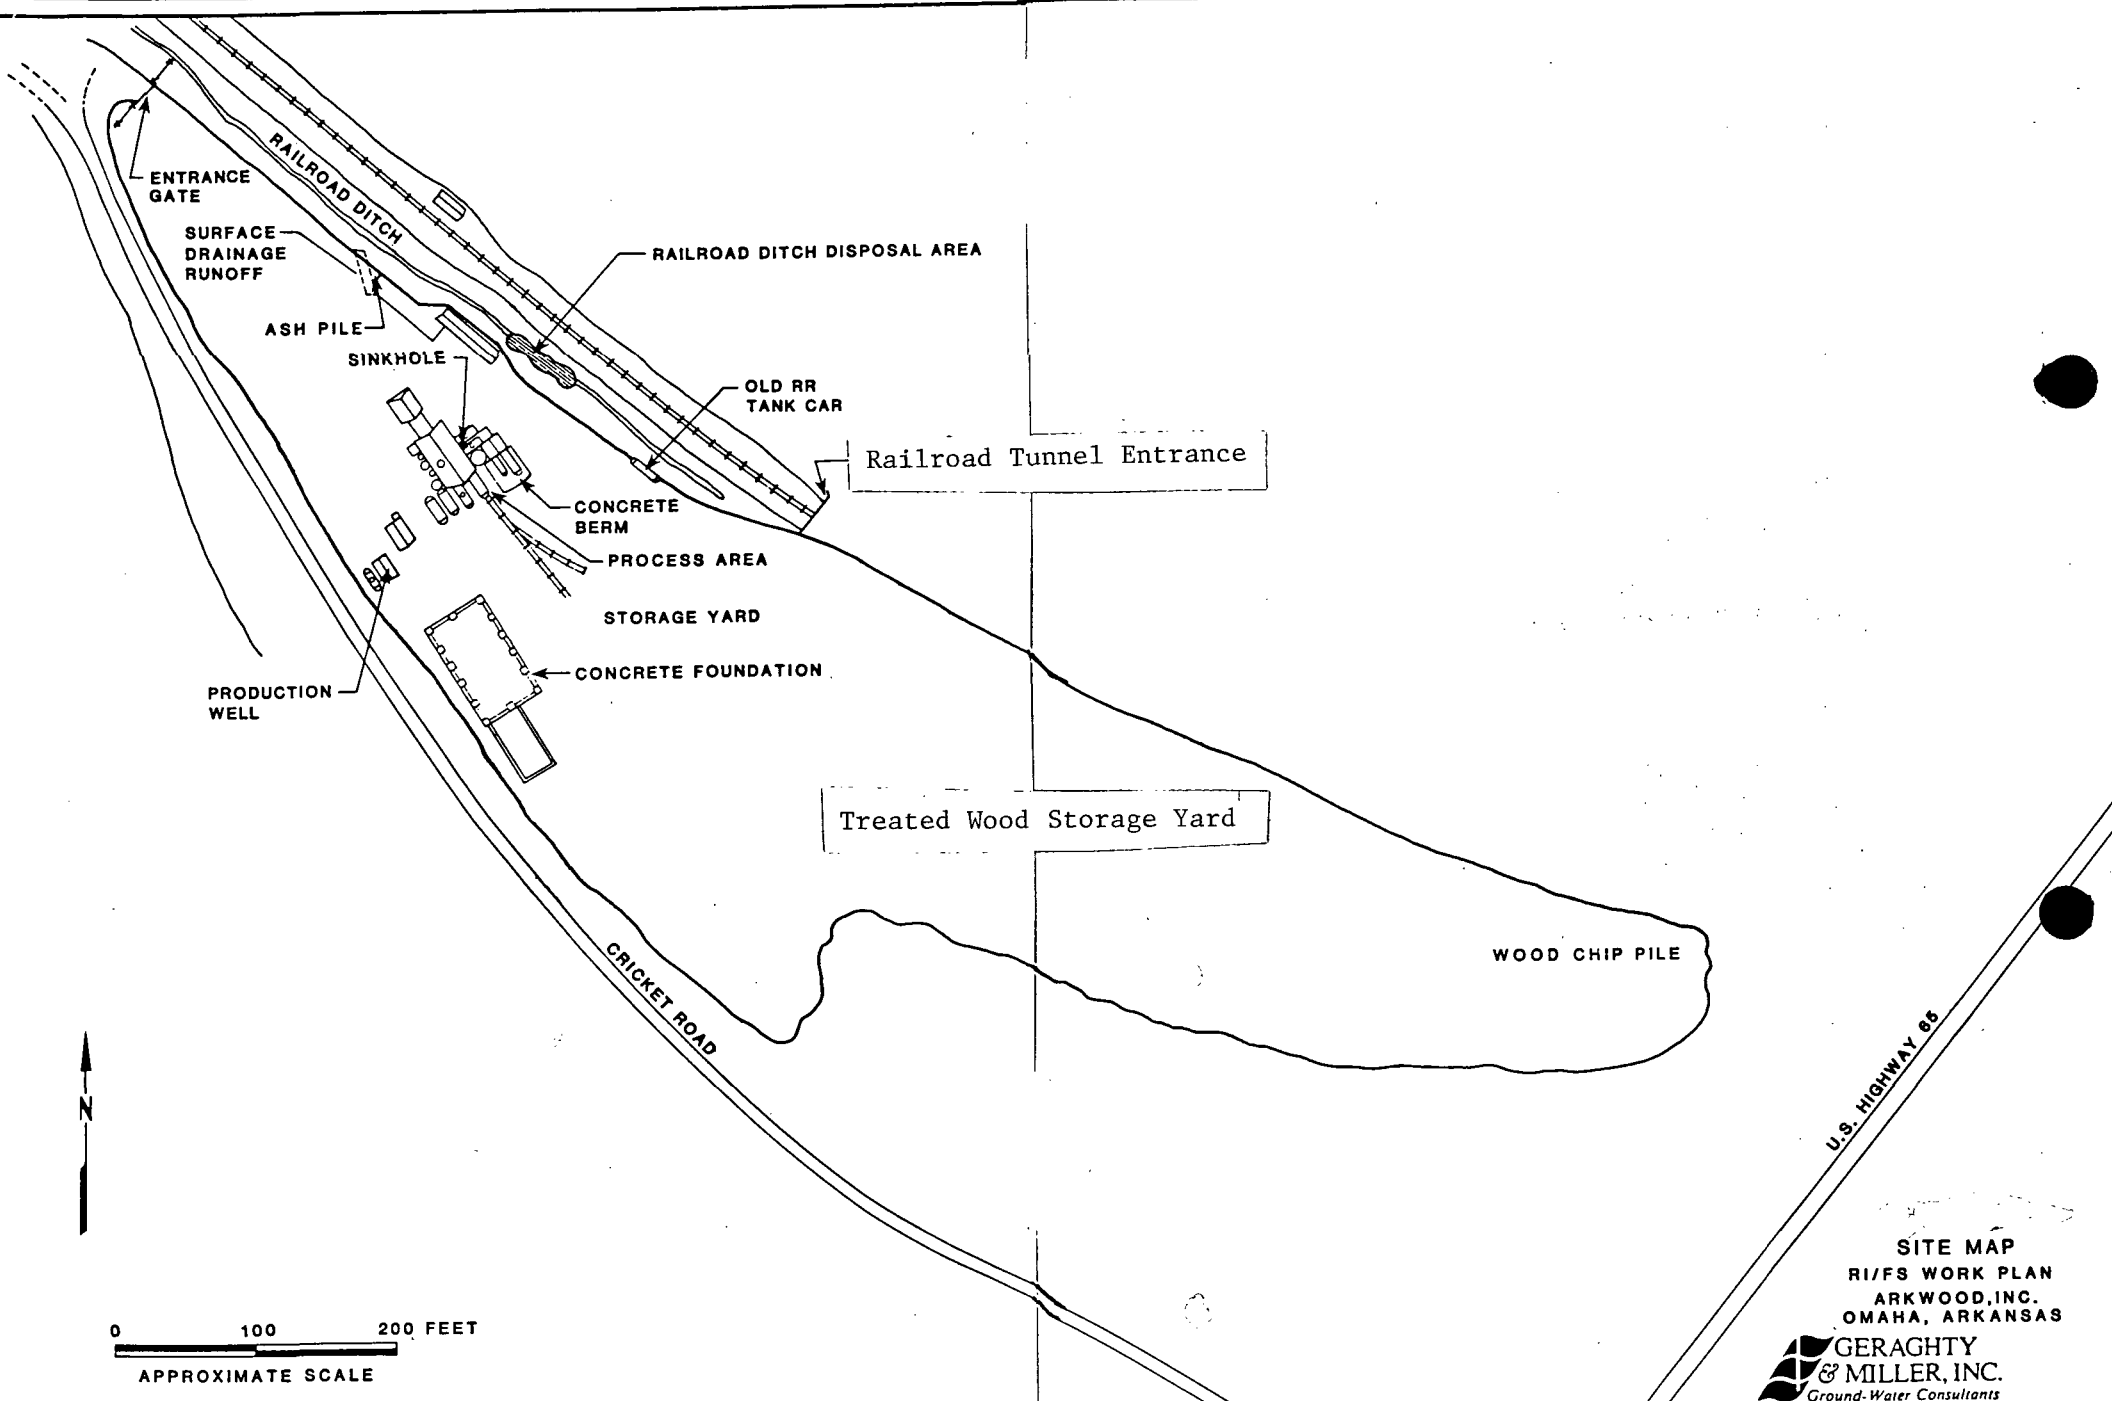 ENTRANCE
GATE
RAILROAD DITCH
SURFACE
DRAINAGE
RUNOFF
RAILROAD DITCH DISPOSAL AREA
ASH PILE
SINKHOLE
OLD RR
TANK CAR
Railroad Tunnel Entrance
CONCRETE
BERM
PROCESS AREA
STORAGE YARD
CONCRETE FOUNDATION
PRODUCTION
WELL
Treated Wood Storage Yard
WOOD CHIP PILE
CRICKET ROAD
U.S. HIGHWAY 65
N
0 100 200 FEET
APPROXIMATE SCALE
SITE MAP
RI/FS WORK PLAN
ARKWOOD,INC.
OMAHA, ARKANSAS
GERAGHTY
& MILLER, INC.
Ground-Water Consultants